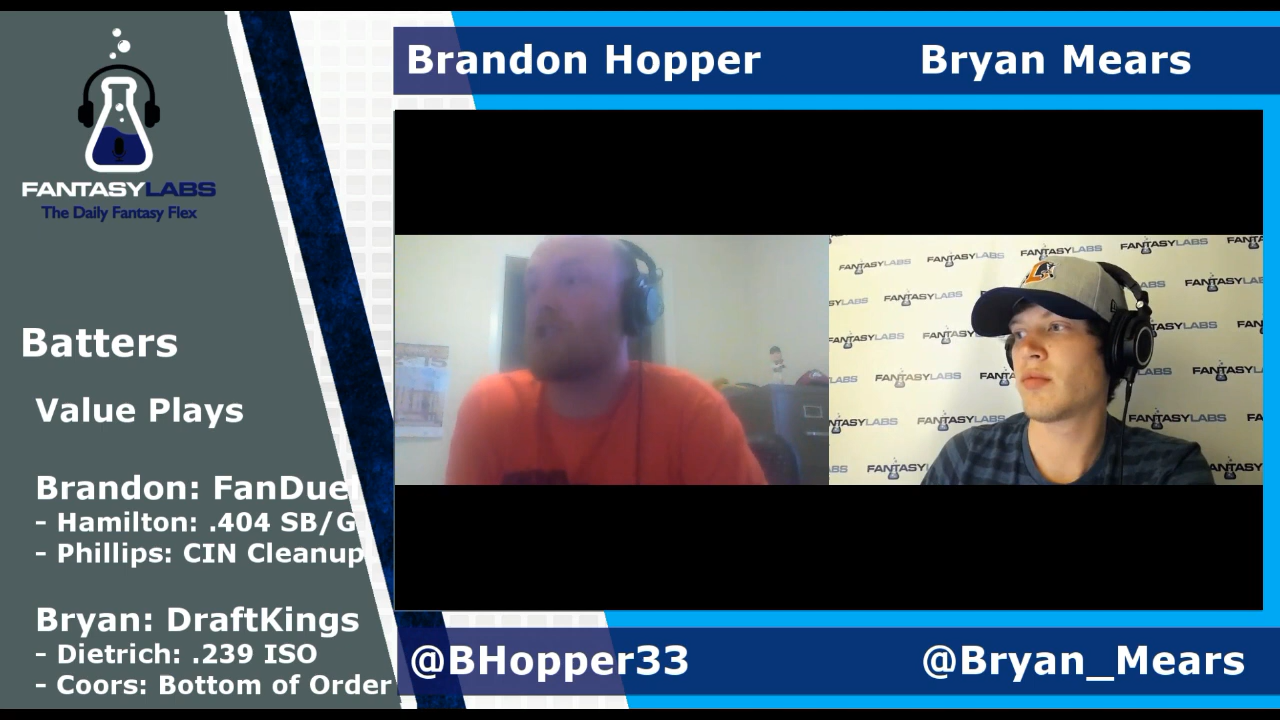 FANTASYLABS
The Daily Fantasy Flex
Batters
Value Plays
Brandon: FanDuel
- Hamilton: .404 SB/G
- Phillips: CIN Cleanup
Bryan: DraftKings
- Dietrich: .239 ISO
- Coors: Bottom of Order
Brandon Hopper
Bryan Mears
FANTASYLABS
@BHopper33
@Bryan_Mears